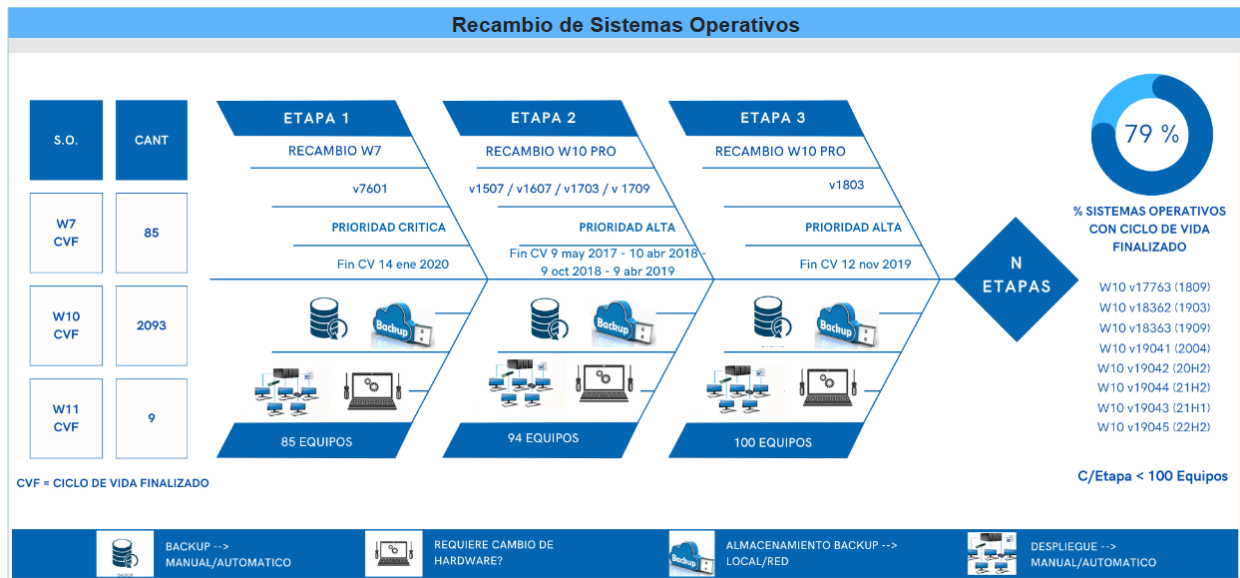 Recambio de Sistemas Operativos
S.O.
CANT
W7
CVF
85
W10
CVF
2093
W11
CVF
9
CVF = CICLO DE VIDA FINALIZADO
ETAPA 1
RECAMBIO W7
v7601
PRIORIDAD CRITICA
Fin CV 14 ene 2020
Backup
85 EQUIPOS
ETAPA 2
RECAMBIO W10 PRO
v1507 / v1607 / v1703 / v 1709
PRIORIDAD ALTA
Fin CV 9 may 2017 - 10 abr 2018 -
9 oct 2018 - 9 abr 2019
Backup
94 EQUIPOS
ETAPA 3
RECAMBIO W10 PRO
v1803
PRIORIDAD ALTA
Fin CV 12 nov 2019
Backup
100 EQUIPOS
N
ETAPAS
79 %
% SISTEMAS OPERATIVOS
CON CICLO DE VIDA
FINALIZADO
W10 v17763 (1809)
W10 v18362 (1903)
W10 v18363 (1909)
W10 v19041 (2004)
W10 v19042 (20H2)
W10 v19044 (21H2)
W10 v19043 (21H1)
W10 v19045 (22H2)
C/Etapa < 100 Equipos
BACKUP
BACKUP -->
MANUAL/AUTOMATICO
REQUIERE CAMBIO DE
HARDWARE?
Backup
ALMACENAMIENTO BACKUP -->
LOCAL/RED
DESPLIEGUE -->
MANUAL/AUTOMATICO